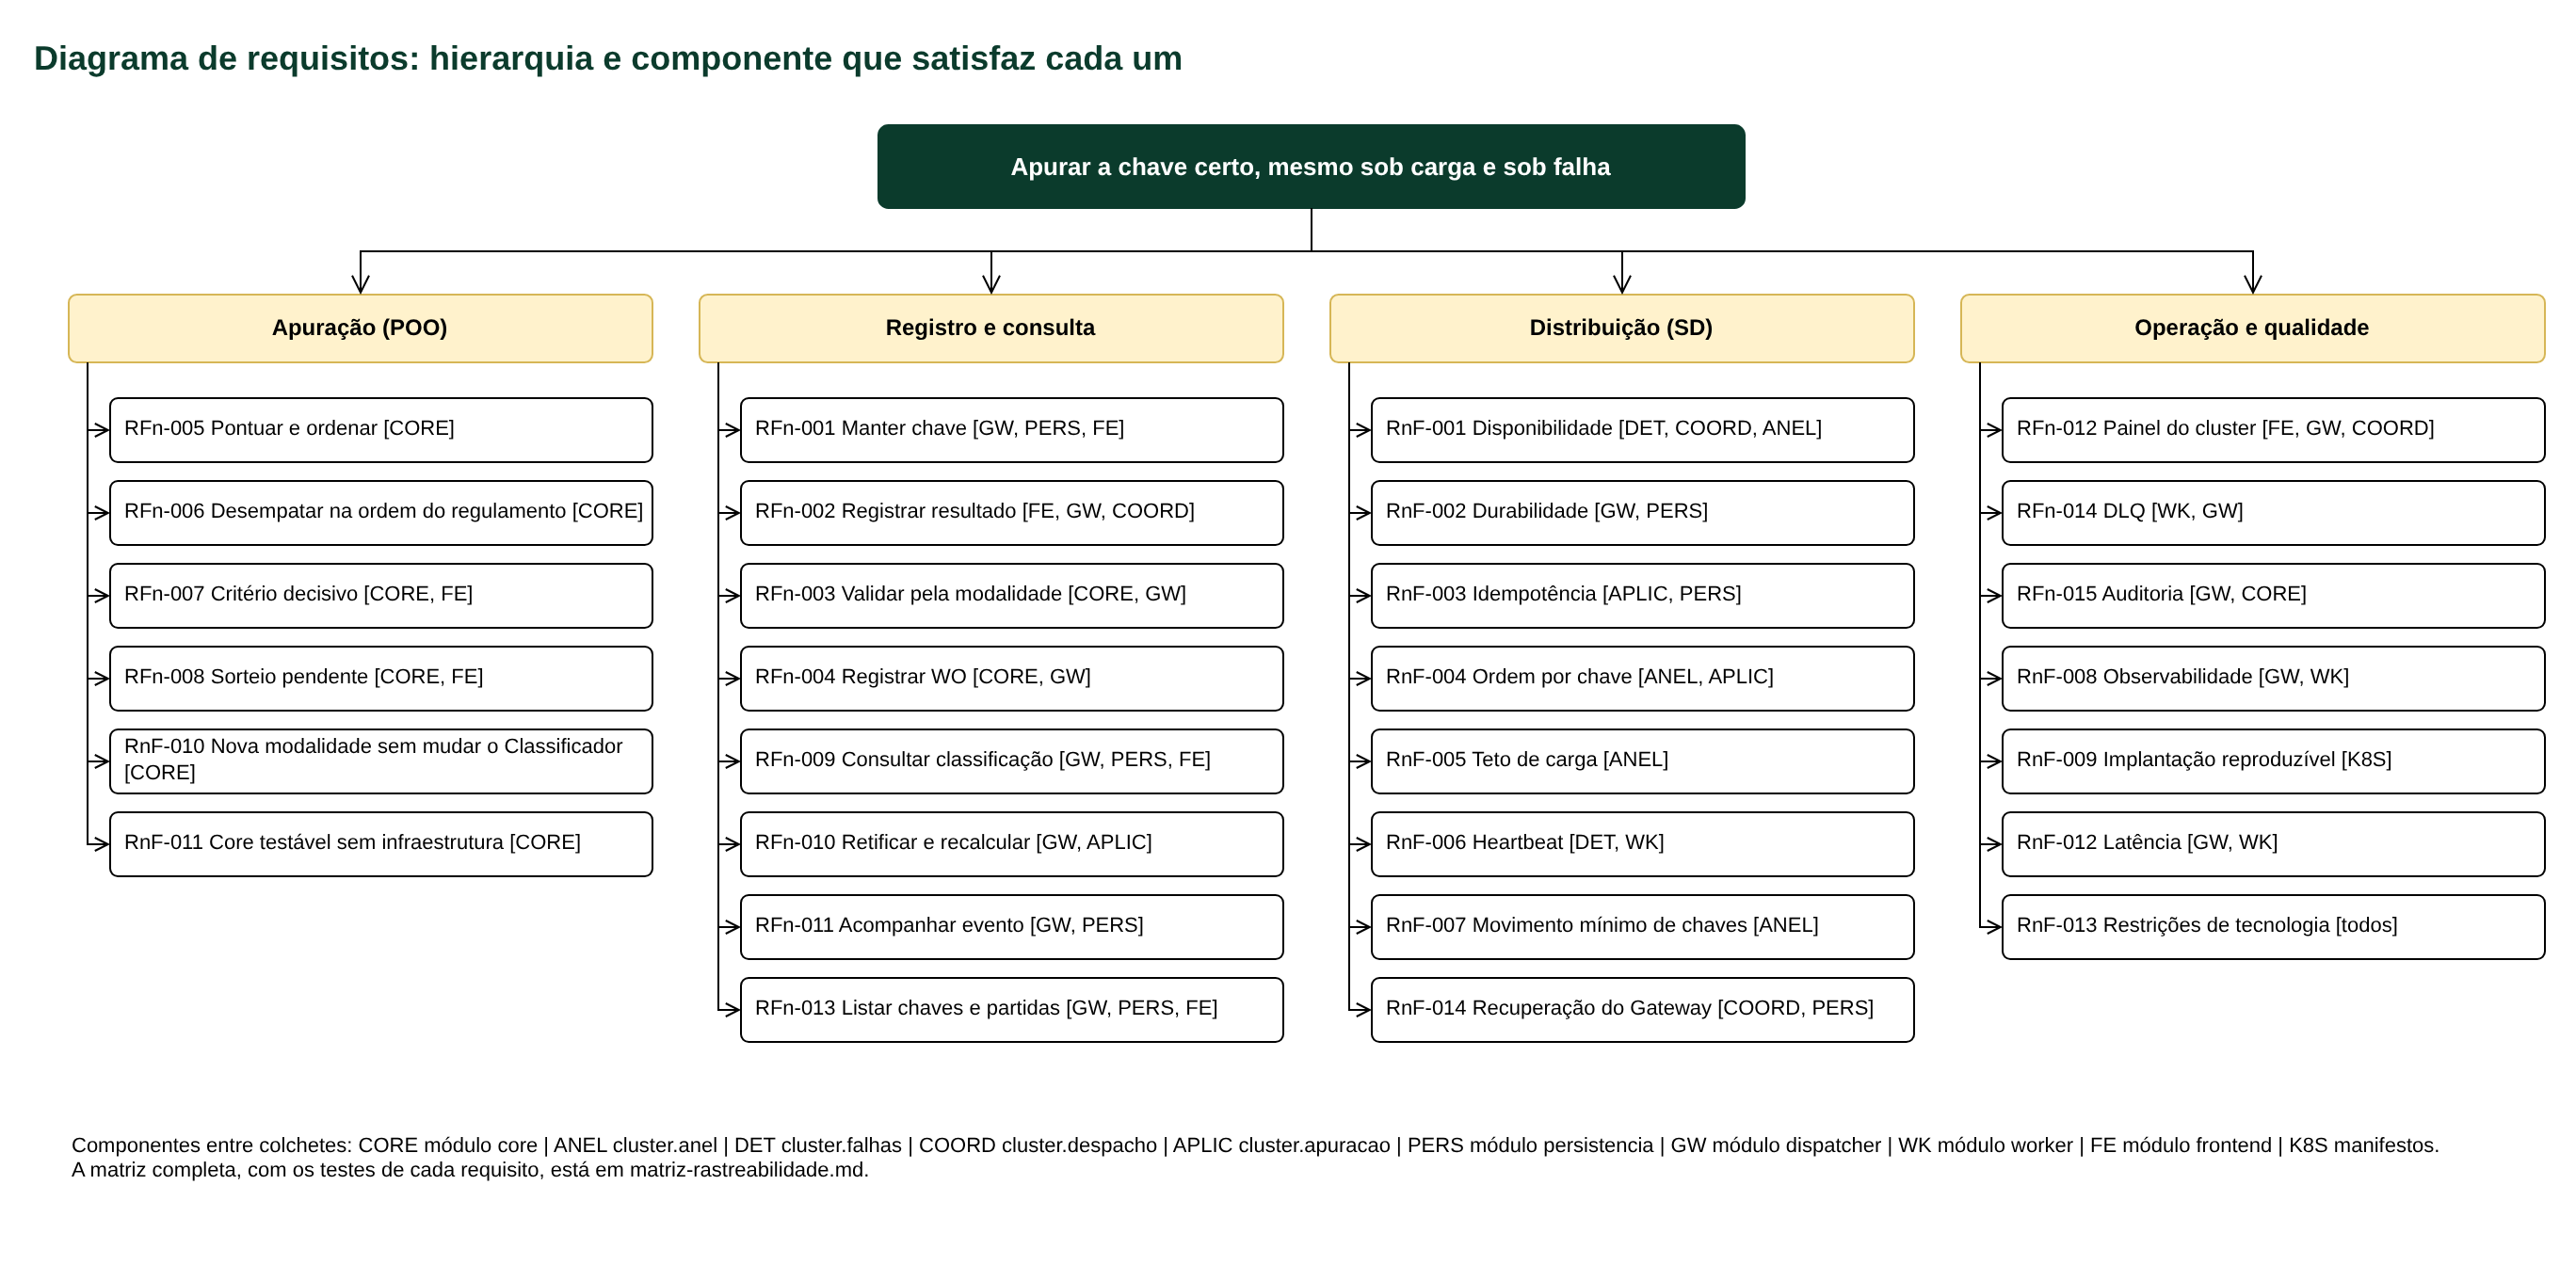 Diagrama de requisitos: hierarquia e componente que satisfaz cada um
Apurar a chave certo, mesmo sob carga e sob falha
Apuração (POO)
RFn-005 Pontuar e ordenar [CORE]
RFn-006 Desempatar na ordem do regulamento [CORE]
RFn-007 Critério decisivo [CORE, FE]
RFn-008 Sorteio pendente [CORE, FE]
RnF-010 Nova modalidade sem mudar o Classificador
[CORE]
RnF-011 Core testável sem infraestrutura [CORE]
Registro e consulta
RFn-001 Manter chave [GW, PERS, FE]
RFn-002 Registrar resultado [FE, GW, COORD]
RFn-003 Validar pela modalidade [CORE, GW]
RFn-004 Registrar WO [CORE, GW]
RFn-009 Consultar classificação [GW, PERS, FE]
RFn-010 Retificar e recalcular [GW, APLIC]
RFn-011 Acompanhar evento [GW, PERS]
RFn-013 Listar chaves e partidas [GW, PERS, FE]
Distribuição (SD)
RnF-001 Disponibilidade [DET, COORD, ANEL]
RnF-002 Durabilidade [GW, PERS]
RnF-003 Idempotência [APLIC, PERS]
RnF-004 Ordem por chave [ANEL, APLIC]
RnF-005 Teto de carga [ANEL]
RnF-006 Heartbeat [DET, WK]
RnF-007 Movimento mínimo de chaves [ANEL]
RnF-014 Recuperação do Gateway [COORD, PERS]
Operação e qualidade
RFn-012 Painel do cluster [FE, GW, COORD]
RFn-014 DLQ [WK, GW]
RFn-015 Auditoria [GW, CORE]
RnF-008 Observabilidade [GW, WK]
RnF-009 Implantação reproduzível [K8S]
RnF-012 Latência [GW, WK]
RnF-013 Restrições de tecnologia [todos]
Componentes entre colchetes: CORE módulo core | ANEL cluster.anel | DET cluster.falhas | COORD cluster.despacho | APLIC cluster.apuracao | PERS módulo persistencia | GW módulo dispatcher | WK módulo worker | FE módulo frontend | K8S manifestos.
A matriz completa, com os testes de cada requisito, está em matriz-rastreabilidade.md.